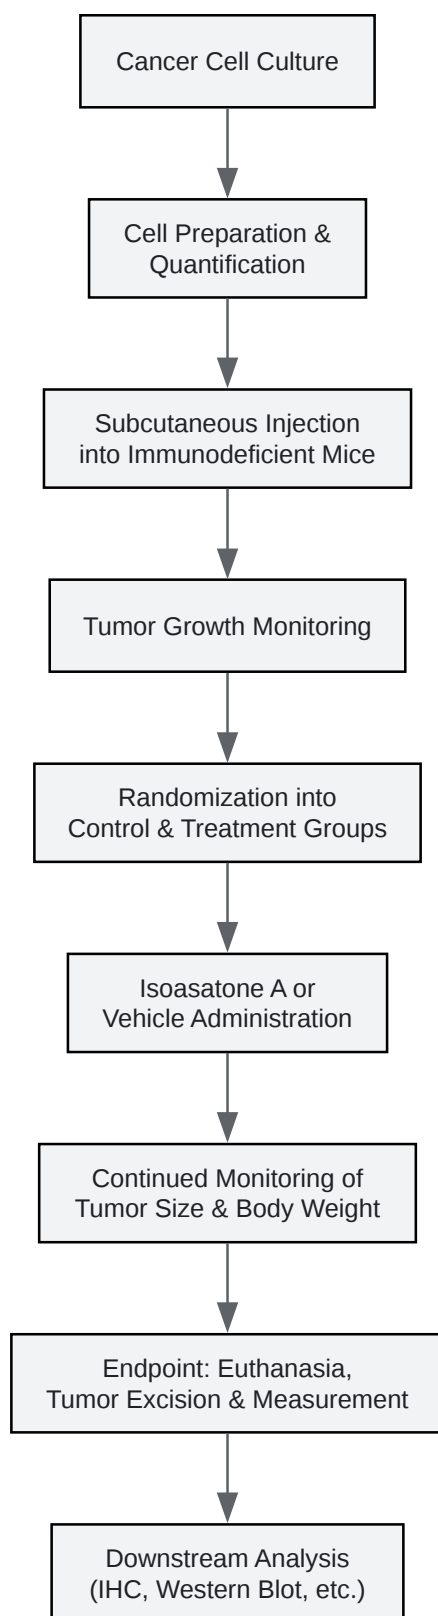 Cancer Cell Culture
Cell Preparation &
Quantification
Subcutaneous Injection
into Immunodeficient Mice
Tumor Growth Monitoring
Randomization into
Control & Treatment Groups
Isoasatone A or
Vehicle Administration
Continued Monitoring of
Tumor Size & Body Weight
Endpoint: Euthanasia,
Tumor Excision & Measurement
Downstream Analysis
(IHC, Western Blot, etc.)